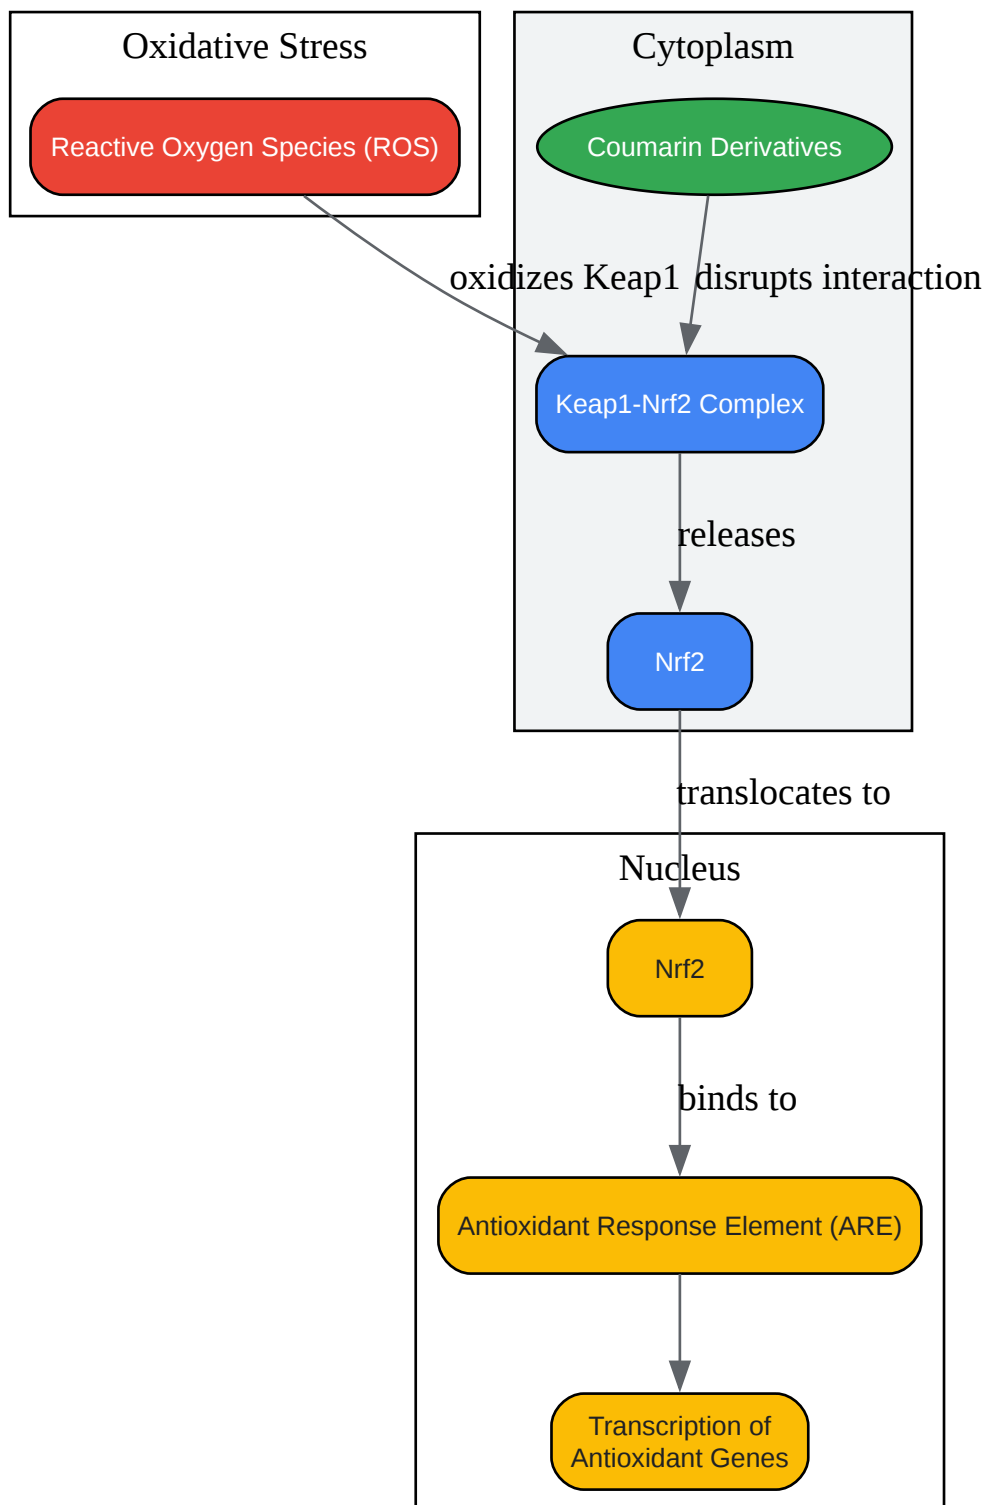 Oxidative Stress
Cytoplasm
Reactive Oxygen Species (ROS)
Coumarin Derivatives
oxidizes Keap1
disrupts interaction
Keap1-Nrf2 Complex
releases
Nrf2
translocates to
Nucleus
Nrf2
binds to
Antioxidant Response Element (ARE)
Transcription of
Antioxidant Genes